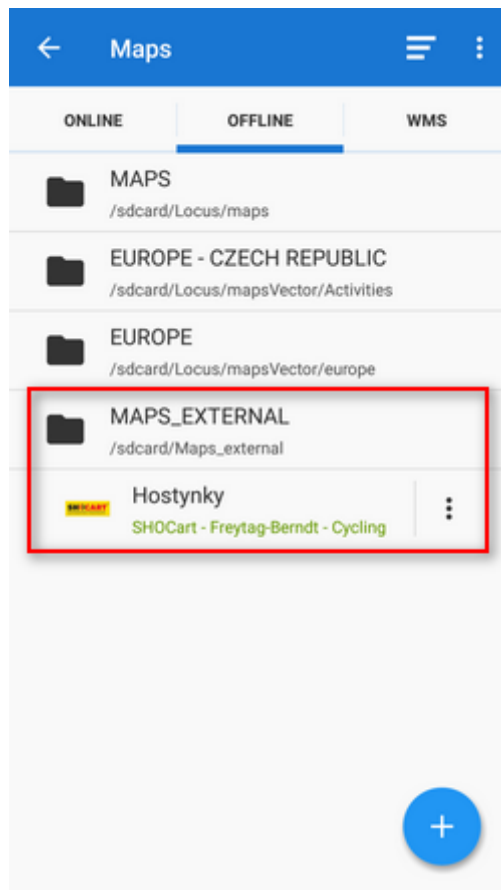 Maps
ONLINE OFFLINE WMS
MAPS
/sdcard/Locus/maps
EUROPE - CZECH REPUBLIC
/sdcard/Locus/mapsVector/Activities
EUROPE
/sdcard/Locus/mapsVector/europe
MAPS_EXTERNAL
/sdcard/Maps_external
SHOCART Hostynky
SHOCart - Freytag-Berndt - Cycling